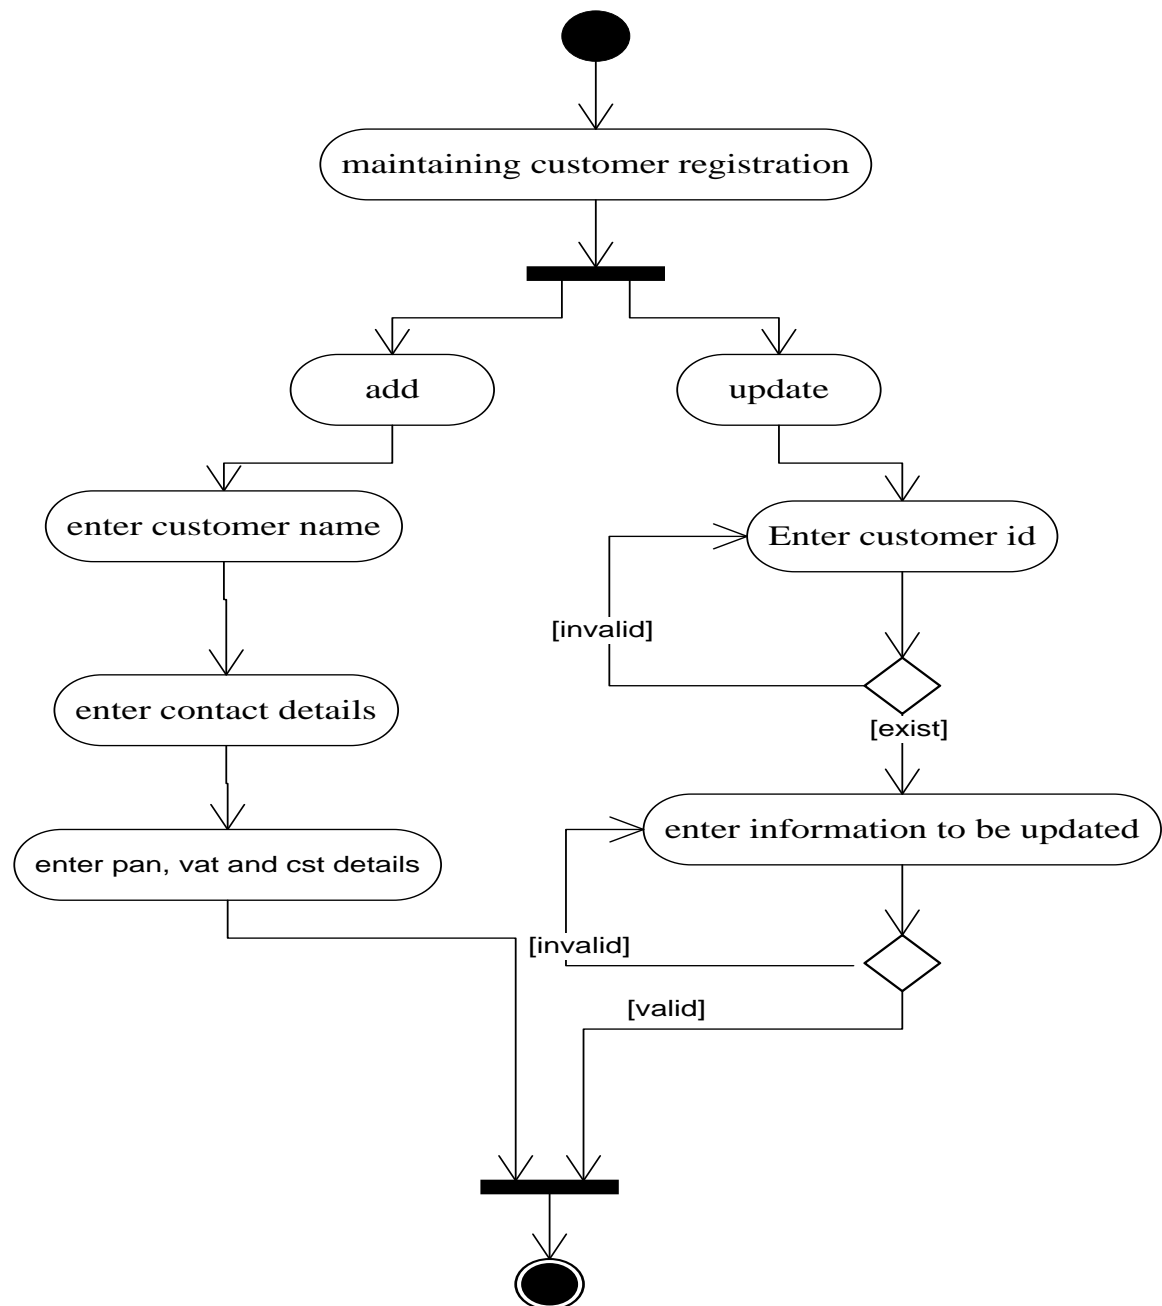 maintaining customer registration
add
update
enter customer name
Enter customer id
[invalid]
enter contact details
[exist]
enter information to be updated
enter pan, vat and cst details
[invalid]
[valid]